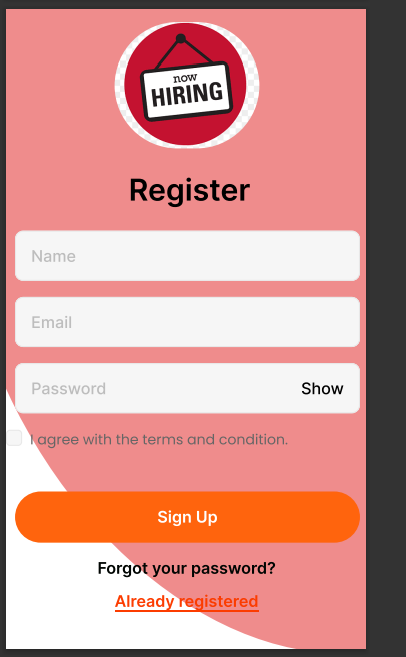 now
HIRING
Register
Name
Email
Password Show
I agree with the terms and condition.
Sign Up
Forgot your password?
Already registered